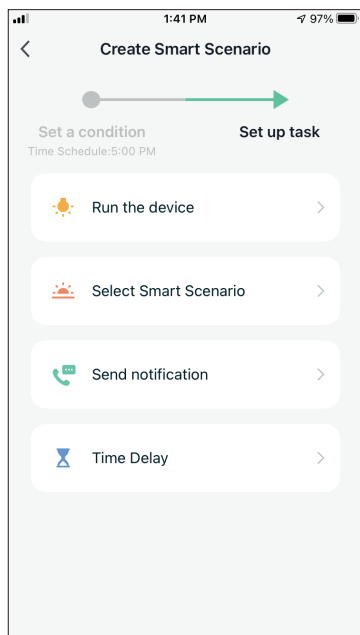 1:41 PM
97%
Create Smart Scenario
Set a condition
Set up task
Time Schedule:5:00 PM
Run the device
Select Smart Scenario
Send notification
Time Delay